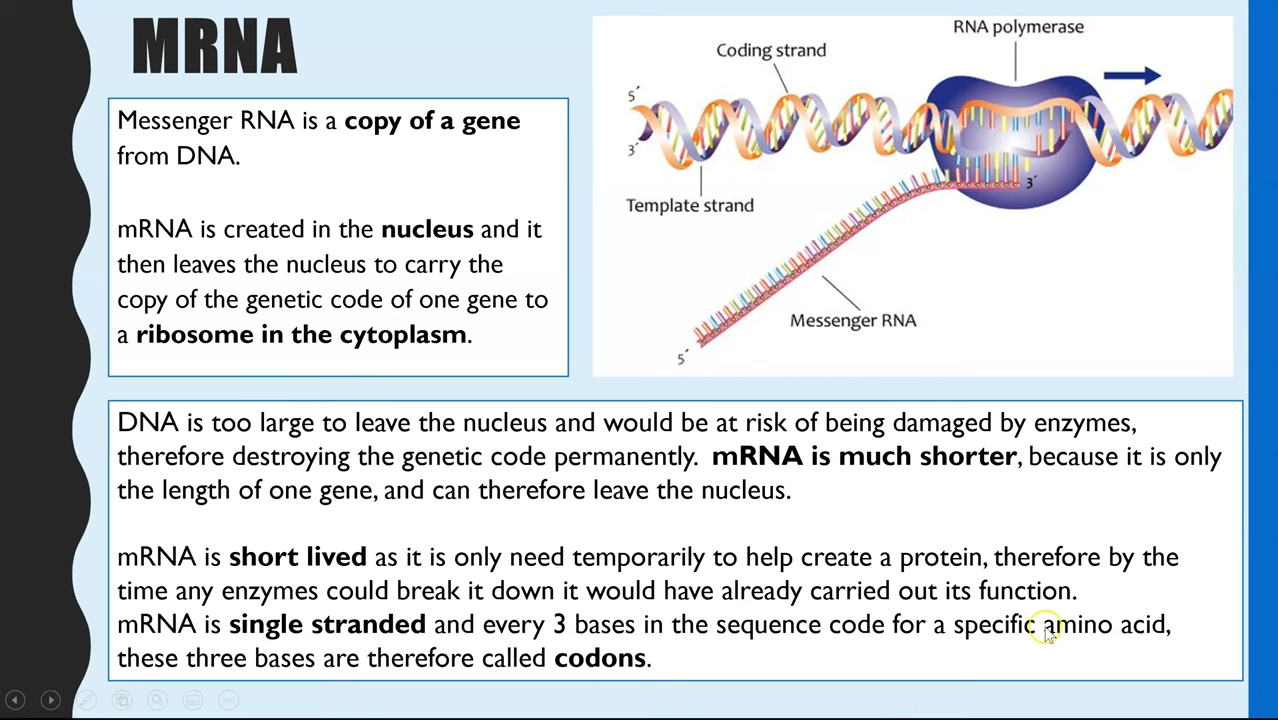 MRNA
Messenger RNA is a copy of a gene
from DNA.
mRNA is created in the nucleus and it
then leaves the nucleus to carry the
copy of the genetic code of one gene to
a ribosome in the cytoplasm.
RNA polymerase
Coding strand
5´
3´
Template strand
3´
Messenger RNA
5´
DNA is too large to leave the nucleus and would be at risk of being damaged by enzymes,
therefore destroying the genetic code permanently. mRNA is much shorter, because it is only
the length of one gene, and can therefore leave the nucleus.
mRNA is short lived as it is only need temporarily to help create a protein, therefore by the
time any enzymes could break it down it would have already carried out its function.
mRNA is single stranded and every 3 bases in the sequence code for a specific amino acid,
these three bases are therefore called codons.